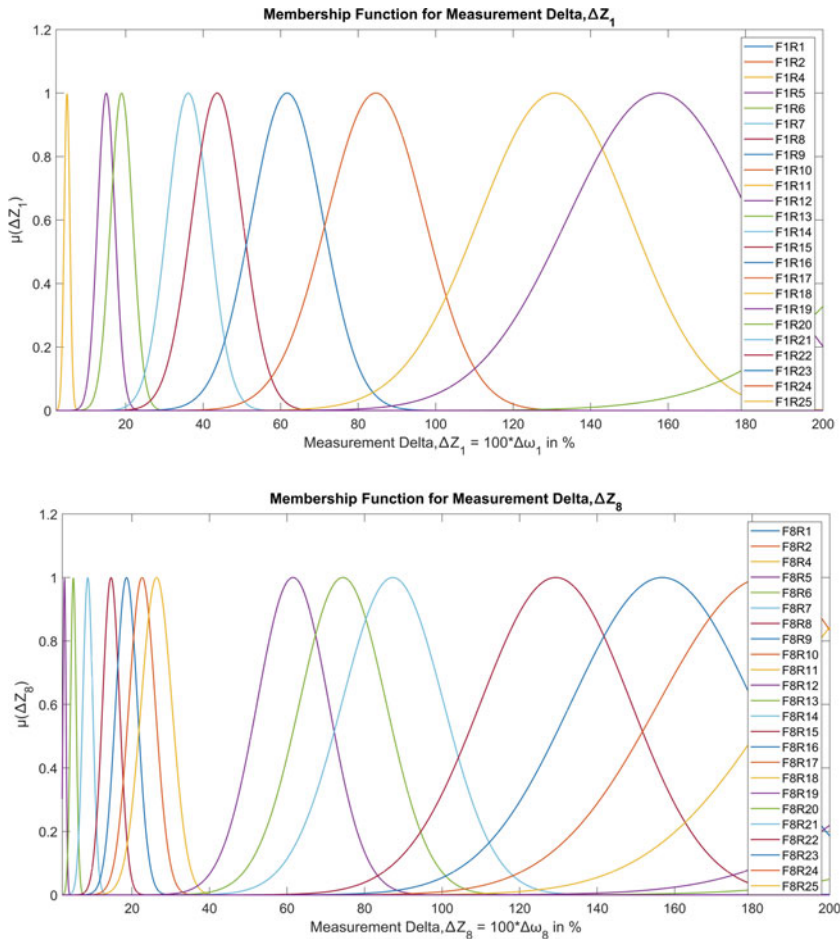 Membership Function for Measurement Delta,ΔZ₁
1.2
1
0.8
0.6
0.4
0.2
0
μ(ΔZ₁)
20 40 60 80 100 120 140 160 180 200
Measurement Delta,ΔZ₁ = 100*Δω₁ in %
F1R1
F1R2
F1R4
F1R5
F1R6
F1R7
F1R8
F1R9
F1R10
F1R11
F1R12
F1R13
F1R14
F1R15
F1R16
F1R17
F1R18
F1R19
F1R20
F1R21
F1R22
F1R23
F1R24
F1R25
Membership Function for Measurement Delta,ΔZ₈
1.2
1
0.8
0.6
0.4
0.2
0
μ(ΔZ₈)
20 40 60 80 100 120 140 160 180 200
Measurement Delta,ΔZ₈ = 100*Δω₈ in %
F8R1
F8R2
F8R4
F8R5
F8R6
F8R7
F8R8
F8R9
F8R10
F8R11
F8R12
F8R13
F8R14
F8R15
F8R16
F8R17
F8R18
F8R19
F8R20
F8R21
F8R22
F8R23
F8R24
F8R25